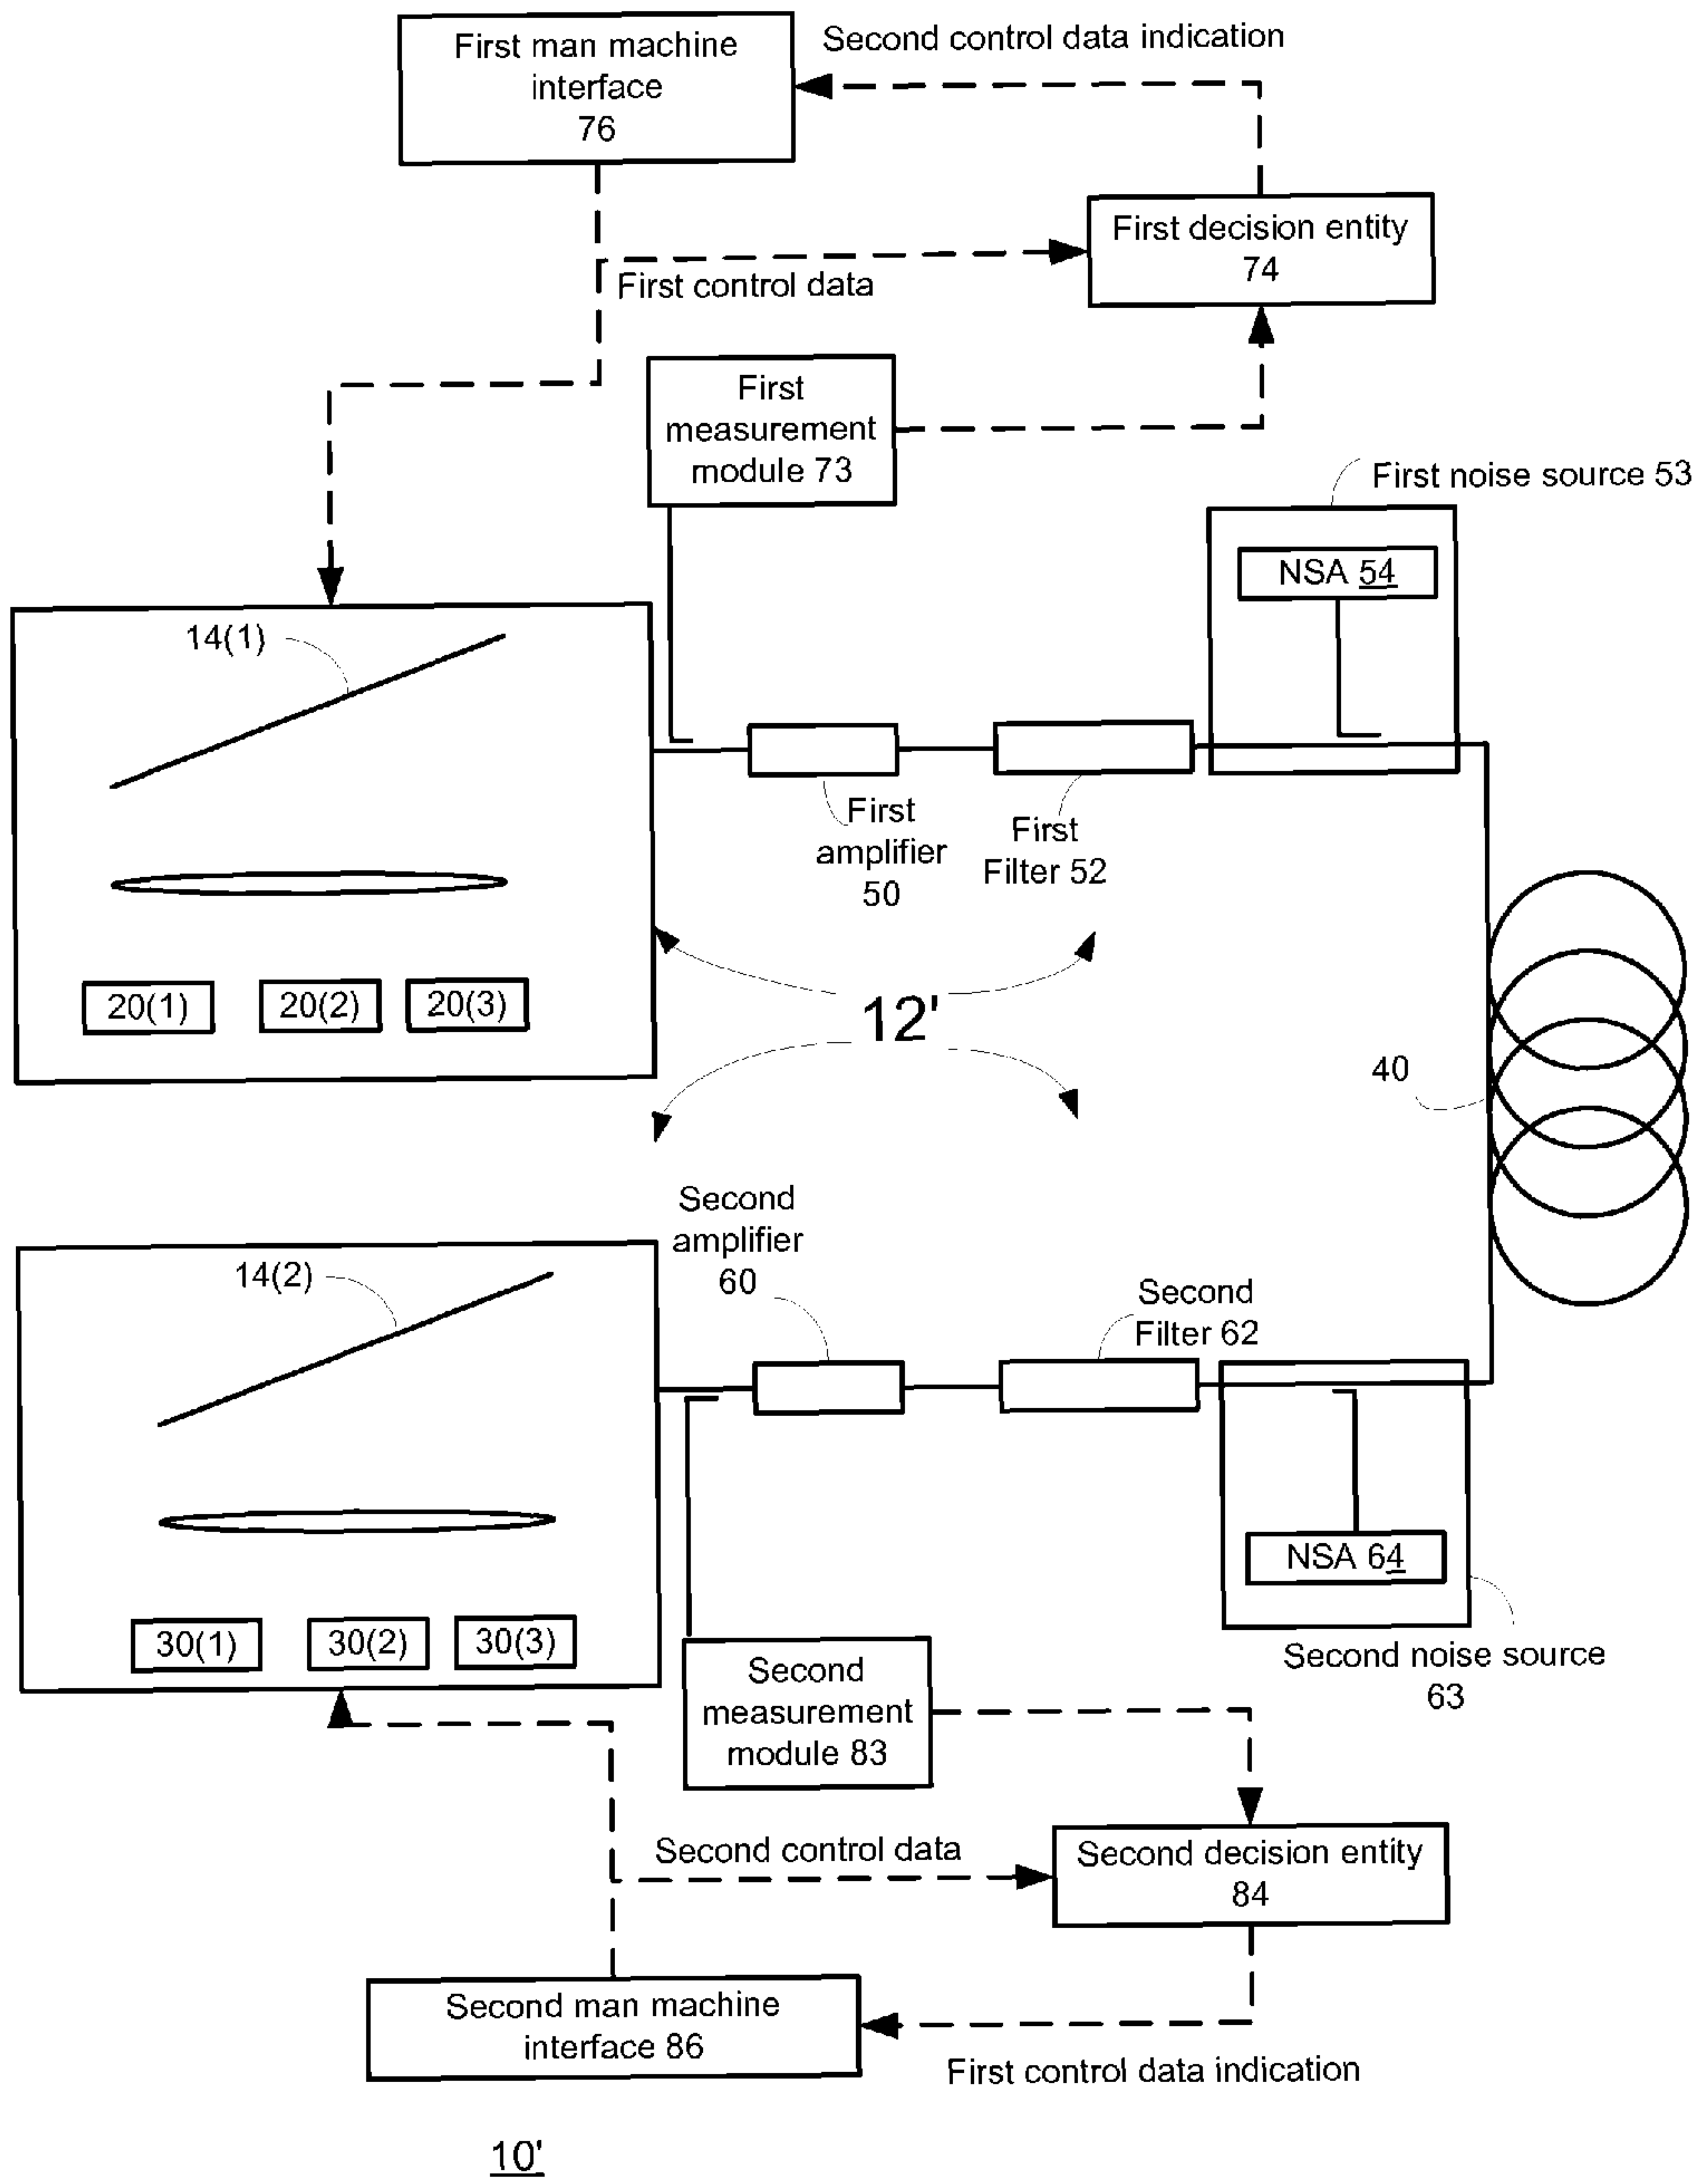 First man machine
interface
76
Second control data indication
First decision entity
74
First control data
First
measurement
module 73
First noise source 53
NSA 54
14(1)
First
amplifier
50
First
Filter 52
20(1) 20(2) 20(3)
12'
40
Second
amplifier
60
14(2)
Second
Filter 62
NSA 64
30(1) 30(2) 30(3)
Second noise source
63
Second
measurement
module 83
Second control data
Second decision entity
84
Second man machine
interface 86
First control data indication
10'